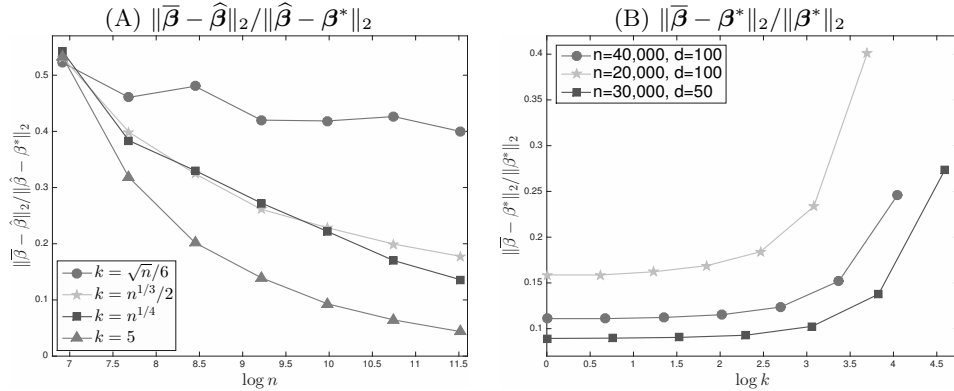 (A) ‖β̅ − β̂‖₂/‖β̂ − β*‖₂
‖β̅ − β̂‖₂/‖β̂ − β*‖₂
0.5
0.4
0.3
0.2
0.1
0
k = √n/6
k = n^{1/3}/2
k = n^{1/4}
k = 5
7 7.5 8 8.5 9 9.5 10 10.5 11 11.5
log n
(B) ‖β̅ − β*‖₂/‖β*‖₂
‖β̅ − β*‖₂/‖β*‖₂
n=40,000, d=100
n=20,000, d=100
n=30,000, d=50
0.4
0.35
0.3
0.25
0.2
0.15
0.1
0 0.5 1 1.5 2 2.5 3 3.5 4 4.5
log k